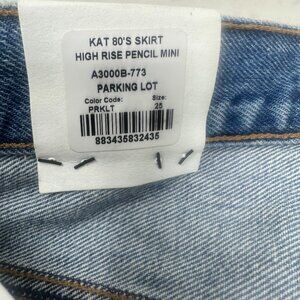 KAT 80'S SKIRT
HIGH RISE PENCIL MINI
A3000B-773
PARKING LOT
Color Code: Size:
PRKLT 25
883435832435